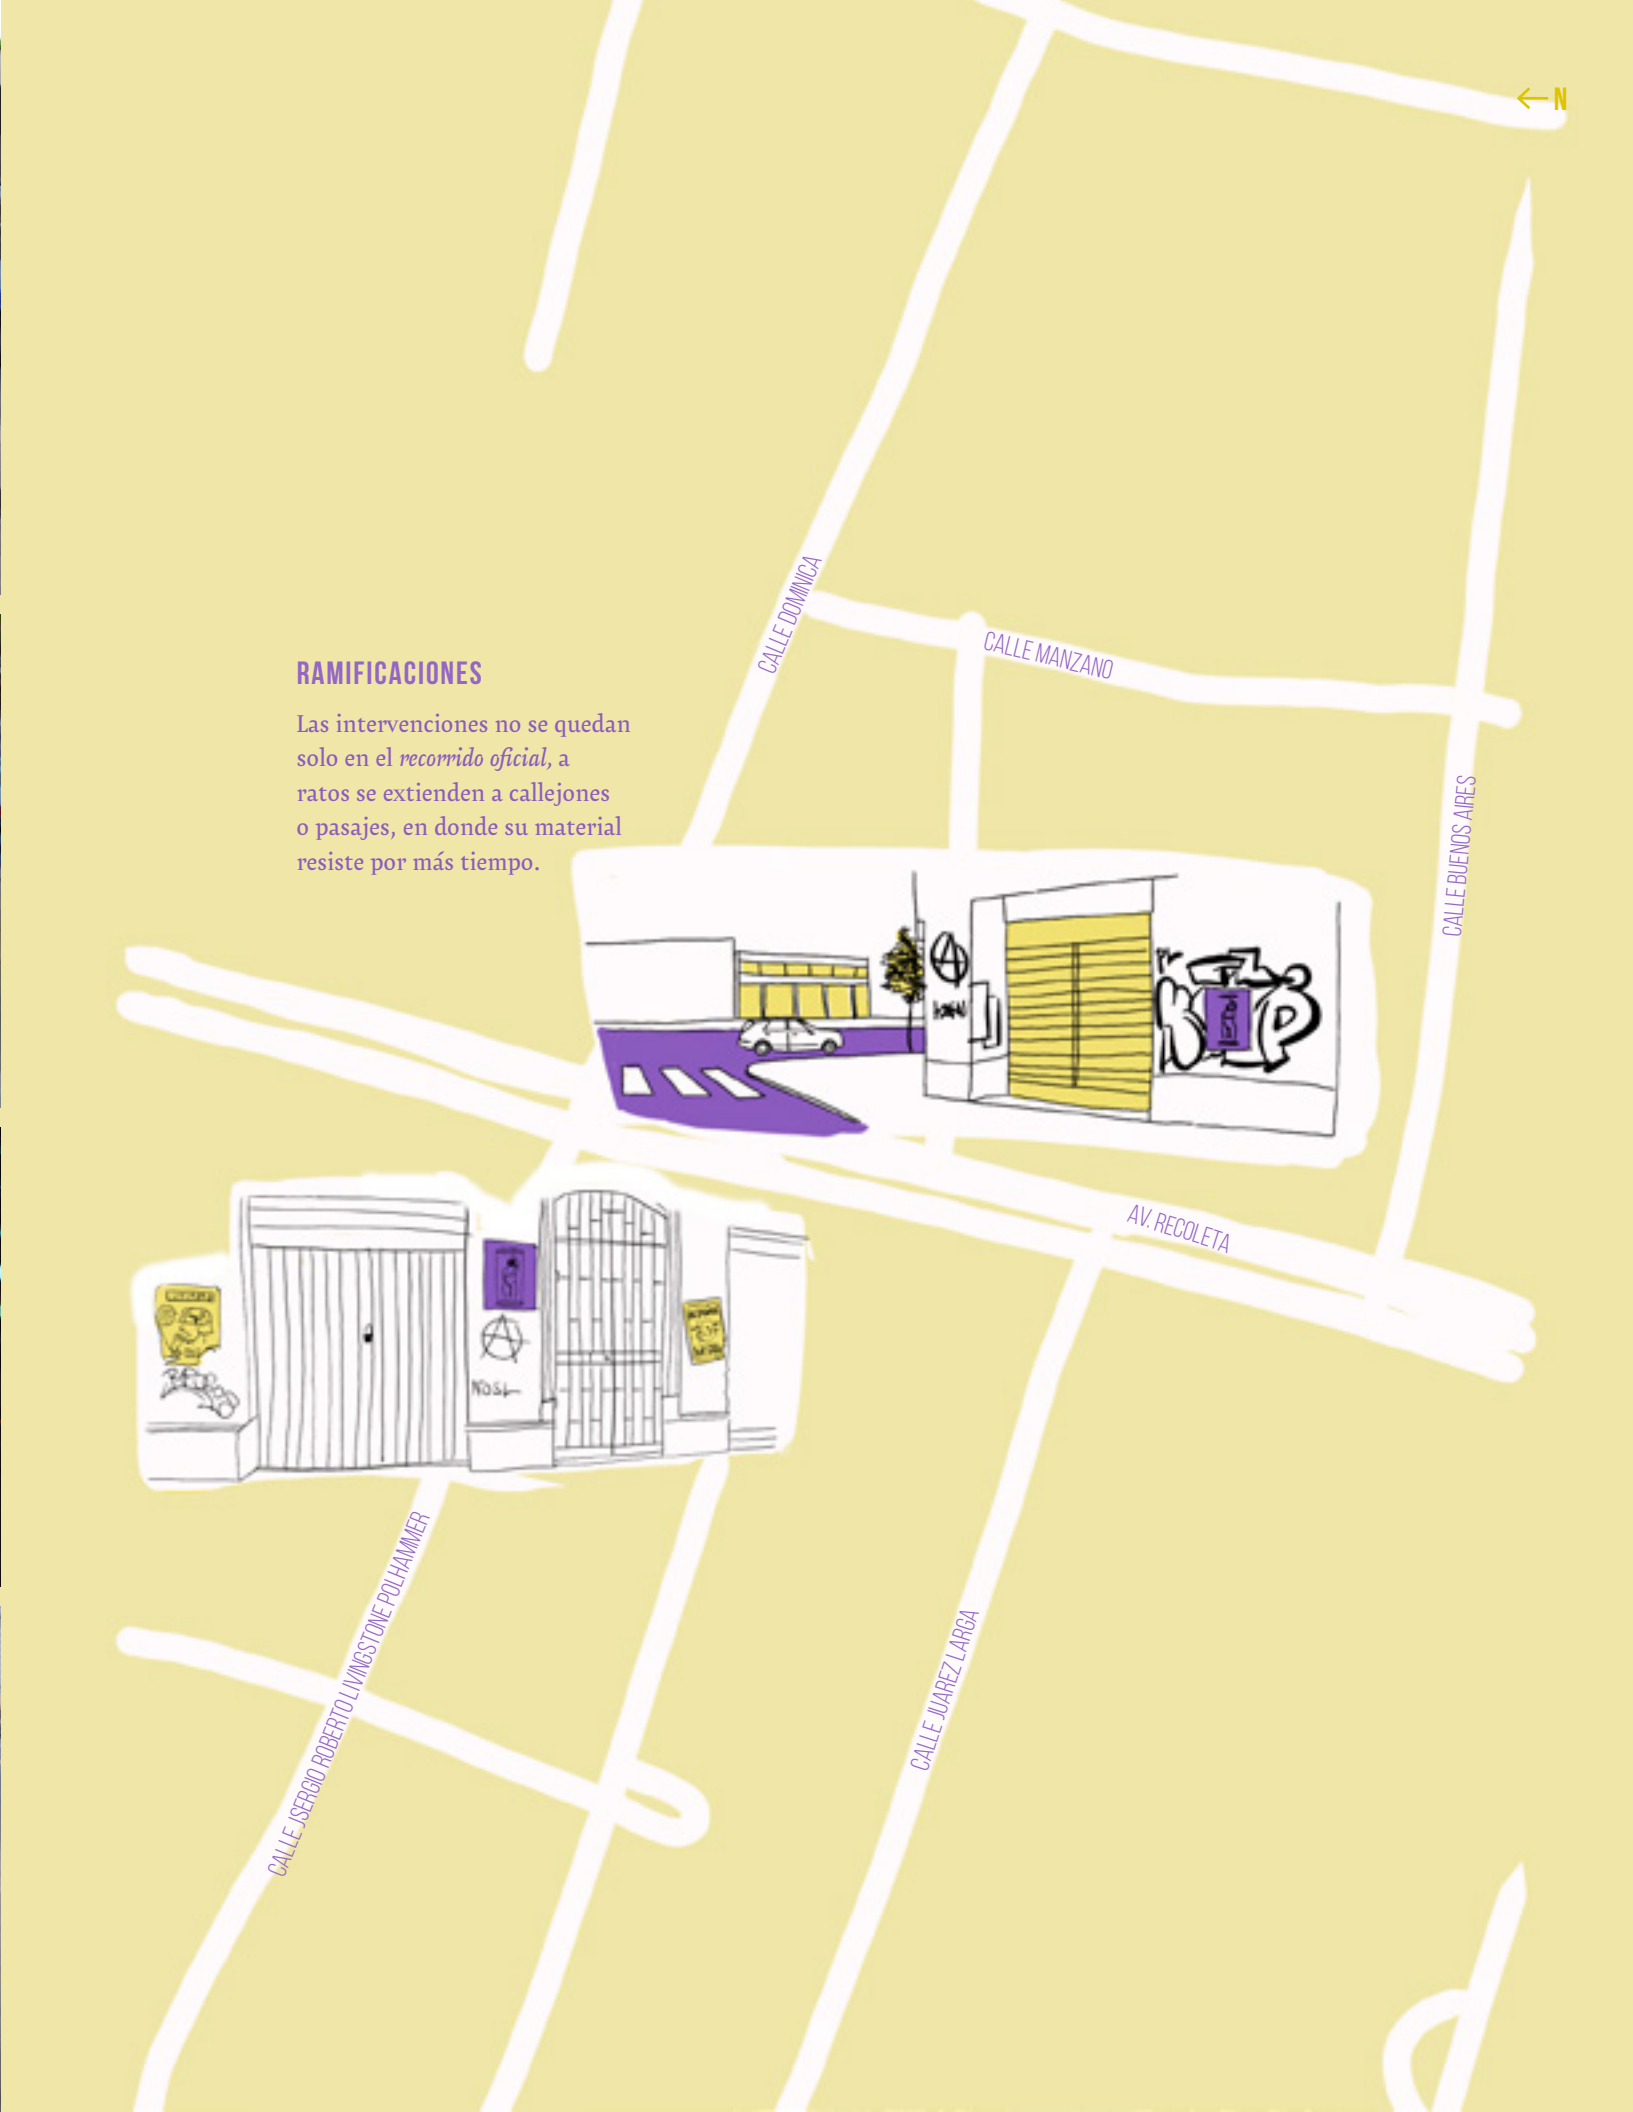 N
CALLE DOMINICA
CALLE MANZANO
RAMIFICACIONES
Las intervenciones no se quedan
solo en el recorrido oficial, a
ratos se extienden a callejones
o pasajes, en donde su material
resiste por más tiempo.
CALLE BUENOS AIRES
AV. RECOLETA
CALLE JSERGIO ROBERTO LIVINGSTONE POLHAMMER
CALLE JUAREZ LARGA